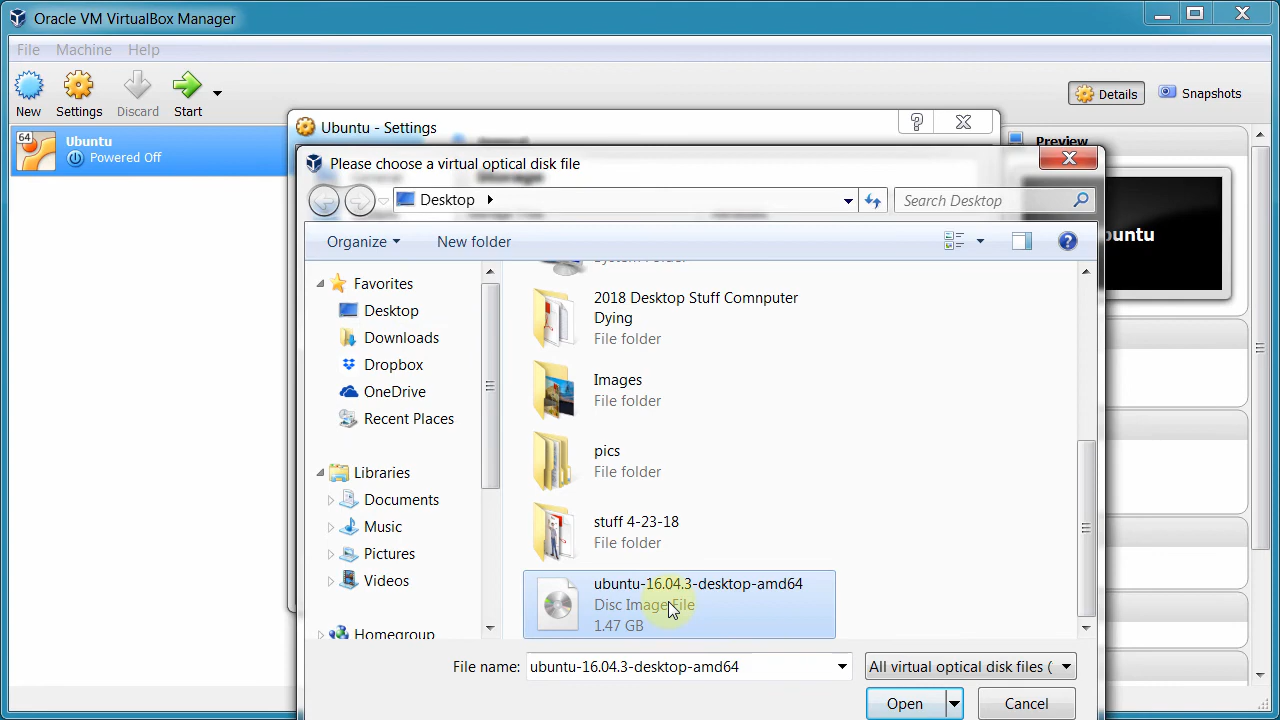 Oracle VM VirtualBox Manager
File Machine Help
New Settings Discard Start
Details Snapshots
64 Ubuntu
Powered Off
Ubuntu - Settings
Preview
Please choose a virtual optical disk file
Desktop
Search Desktop
Organize New folder
Favorites
Desktop
Downloads
Dropbox
OneDrive
Recent Places
Libraries
Documents
Music
Pictures
Videos
Homegroup
System Folder
2018 Desktop Stuff Comnputer
Dying
File folder
Images
File folder
pics
File folder
stuff 4-23-18
File folder
ubuntu-16.04.3-desktop-amd64
Disc Image File
1.47 GB
File name: ubuntu-16.04.3-desktop-amd64
All virtual optical disk files (
Open Cancel